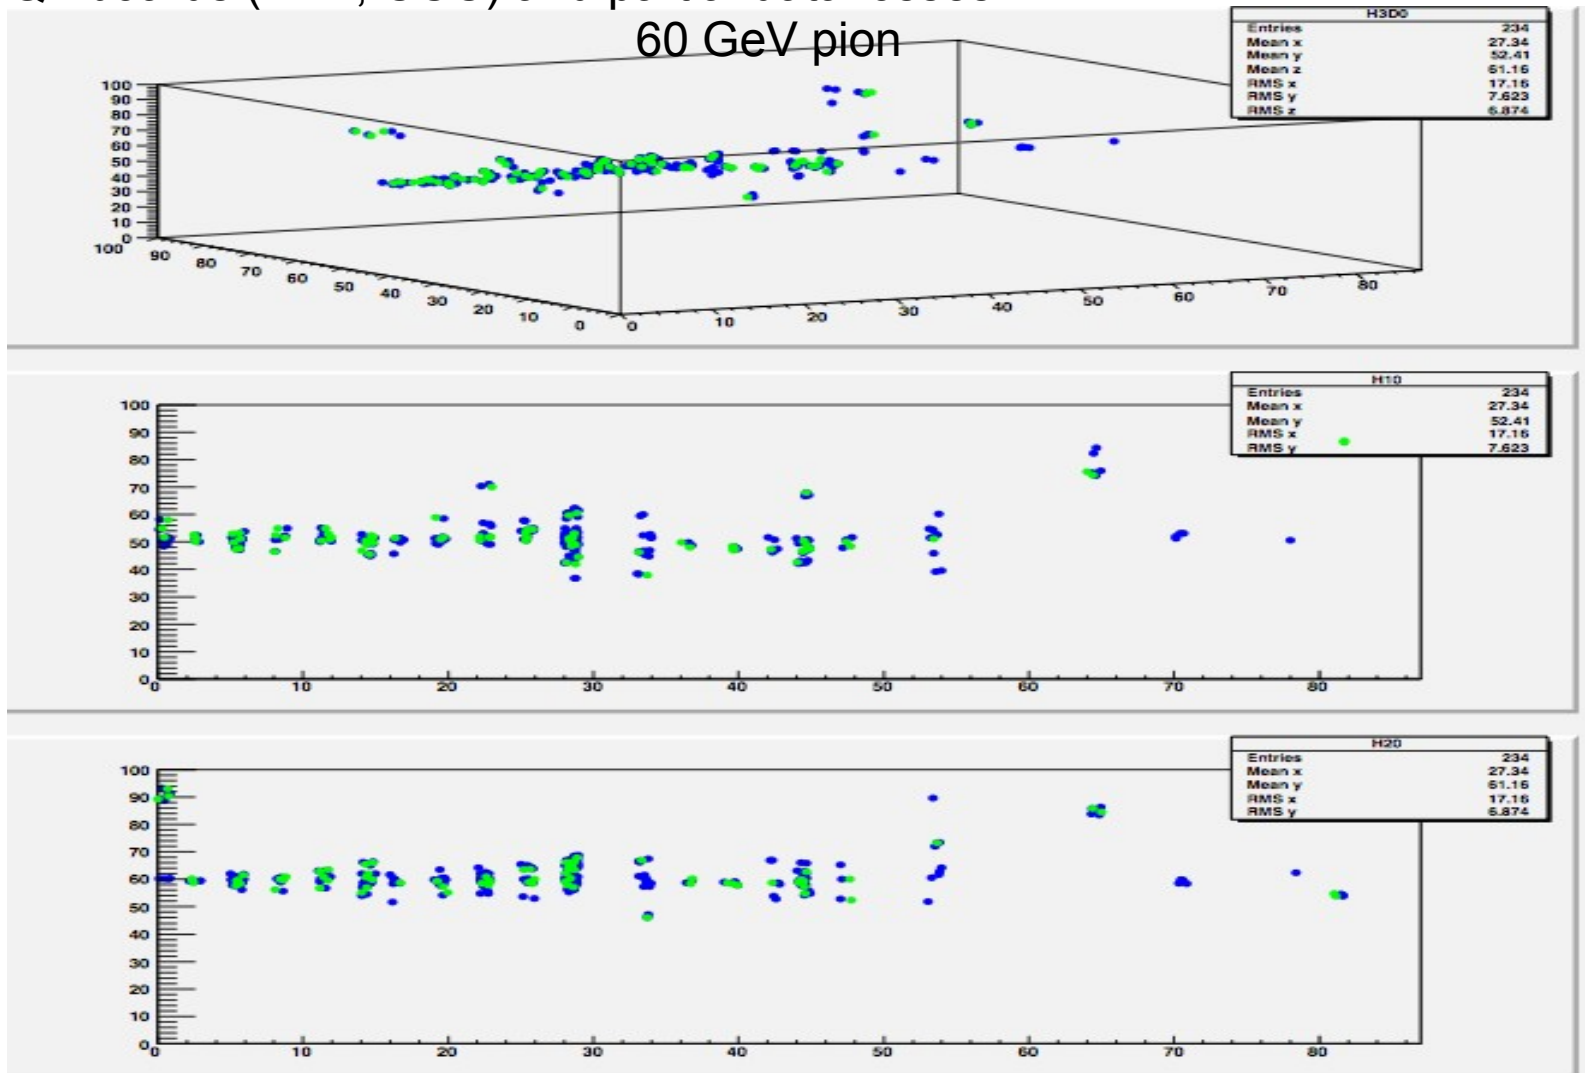 60 GeV pion
H3D0
Entries 234
Mean x 27.34
Mean y 52.41
Mean z 61.16
RMS x 17.16
RMS y 7.623
RMS z 6.874
100
90
80
70
60
50
40
30
20
10
0
100 90 80 70 60 50 40 30 20 10 0
0 10 20 30 40 50 60 70 80
H10
Entries 234
Mean x 27.34
Mean y 52.41
RMS x 17.16
RMS y 7.623
100
90
80
70
60
50
40
30
20
10
0
0 10 20 30 40 50 60 70 80
H20
Entries 234
Mean x 27.34
Mean y 61.16
RMS x 17.16
RMS y 6.874
100
90
80
70
60
50
40
30
20
10
0
0 10 20 30 40 50 60 70 80